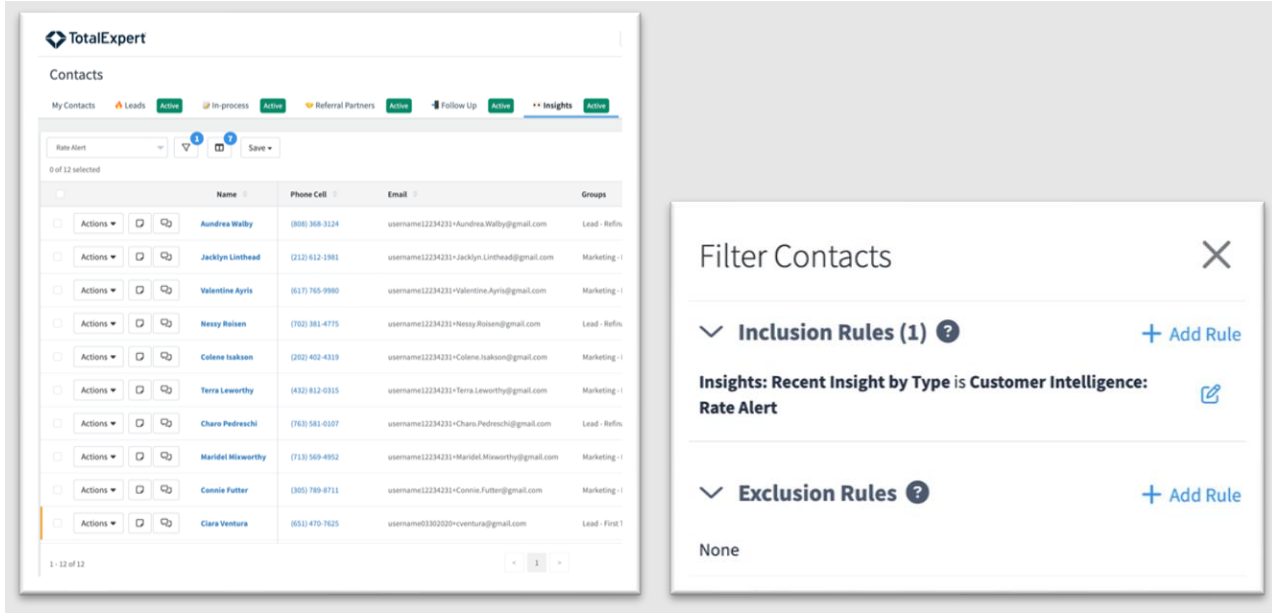 TotalExpert
Contacts
My Contacts Leads Active In-process Active Referral Partners Active Follow Up Active Insights Active
Rate Alert 1 7 Save
0 of 12 selected
Name Phone Cell Email Groups
Actions Aundrea Walby (808) 368-3124 username12234231+Aundrea.Walby@gmail.com Lead - Refin
Actions Jacklyn Linthead (212) 612-1981 username12234231+Jacklyn.Linthead@gmail.com Marketing -
Actions Valentine Ayris (617) 765-9980 username12234231+Valentine.Ayris@gmail.com Marketing -
Actions Nessy Roisen (702) 381-4775 username12234231+Nessy.Roisen@gmail.com Lead - Refin
Actions Colene Isakson (202) 402-4319 username12234231+Colene.Isakson@gmail.com Marketing -
Actions Terra Leworthy (432) 812-0315 username12234231+Terra.Leworthy@gmail.com Marketing -
Actions Charo Pedreschi (763) 581-0107 username12234231+Charo.Pedreschi@gmail.com Lead - Refin
Actions Maridel Mixworthy (713) 569-4952 username12234231+Maridel.Mixworthy@gmail.com Marketing -
Actions Connie Futter (305) 789-8711 username12234231+Connie.Futter@gmail.com Marketing -
Actions Ciara Ventura (651) 470-7625 username03302020+cventura@gmail.com Lead - First
1 - 12 of 12 « 1 »
Filter Contacts
Inclusion Rules (1) ? + Add Rule
Insights: Recent Insight by Type is Customer Intelligence:
Rate Alert
Exclusion Rules ? + Add Rule
None